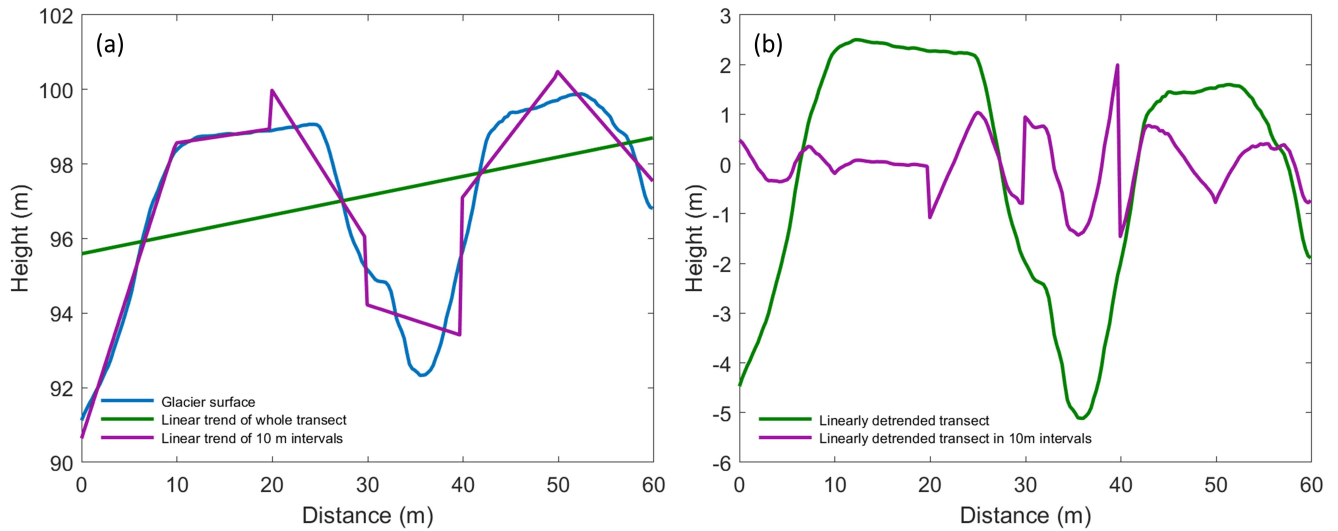 (a)
102
100
98
96
94
92
90
Height (m)
Glacier surface
Linear trend of whole transect
Linear trend of 10 m intervals
0 10 20 30 40 50 60
Distance (m)
(b)
3
2
1
0
-1
-2
-3
-4
-5
-6
Height (m)
Linearly detrended transect
Linearly detrended transect in 10m intervals
0 10 20 30 40 50 60
Distance (m)